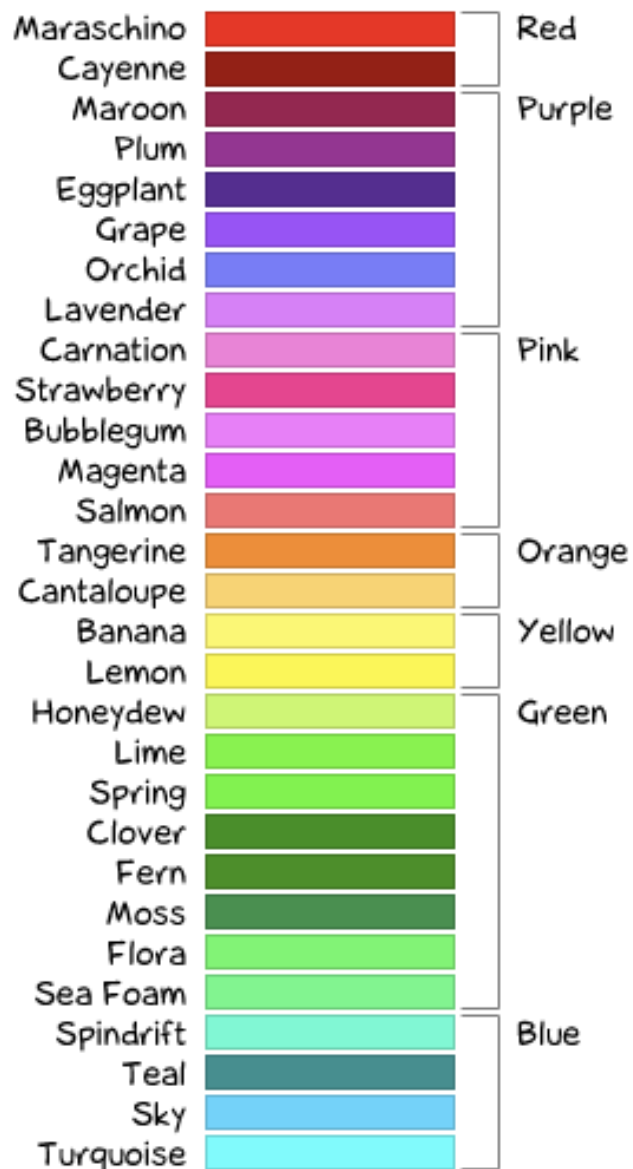 Maraschino Red
Cayenne
Maroon Purple
Plum
Eggplant
Grape
Orchid
Lavender
Carnation Pink
Strawberry
Bubblegum
Magenta
Salmon
Tangerine Orange
Cantaloupe
Banana Yellow
Lemon
Honeydew Green
Lime
Spring
Clover
Fern
Moss
Flora
Sea Foam
Spindrift Blue
Teal
Sky
Turquoise